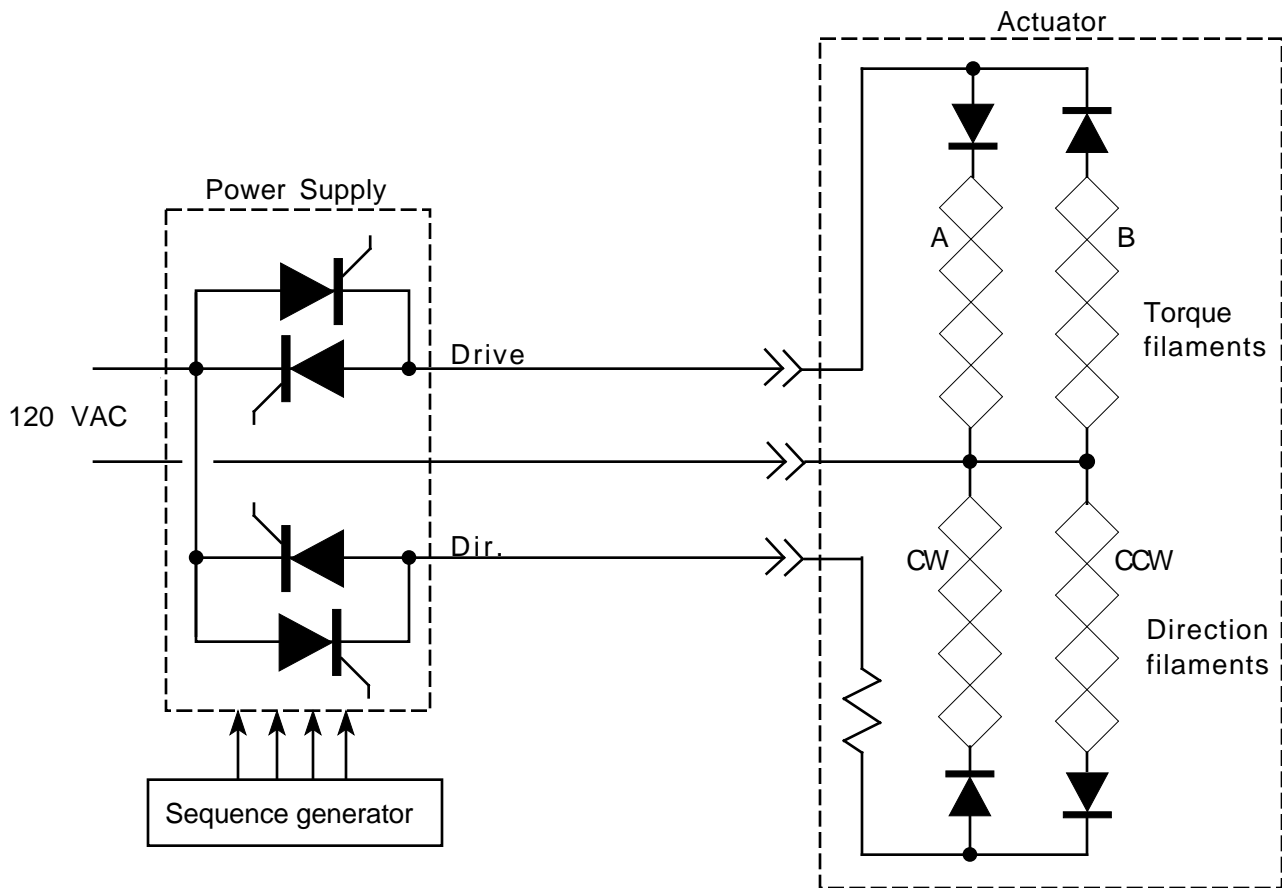 Actuator
Power Supply
A
B
Torque
filaments
Drive
120 VAC
Dir.
CW
CCW
Direction
filaments
Sequence generator